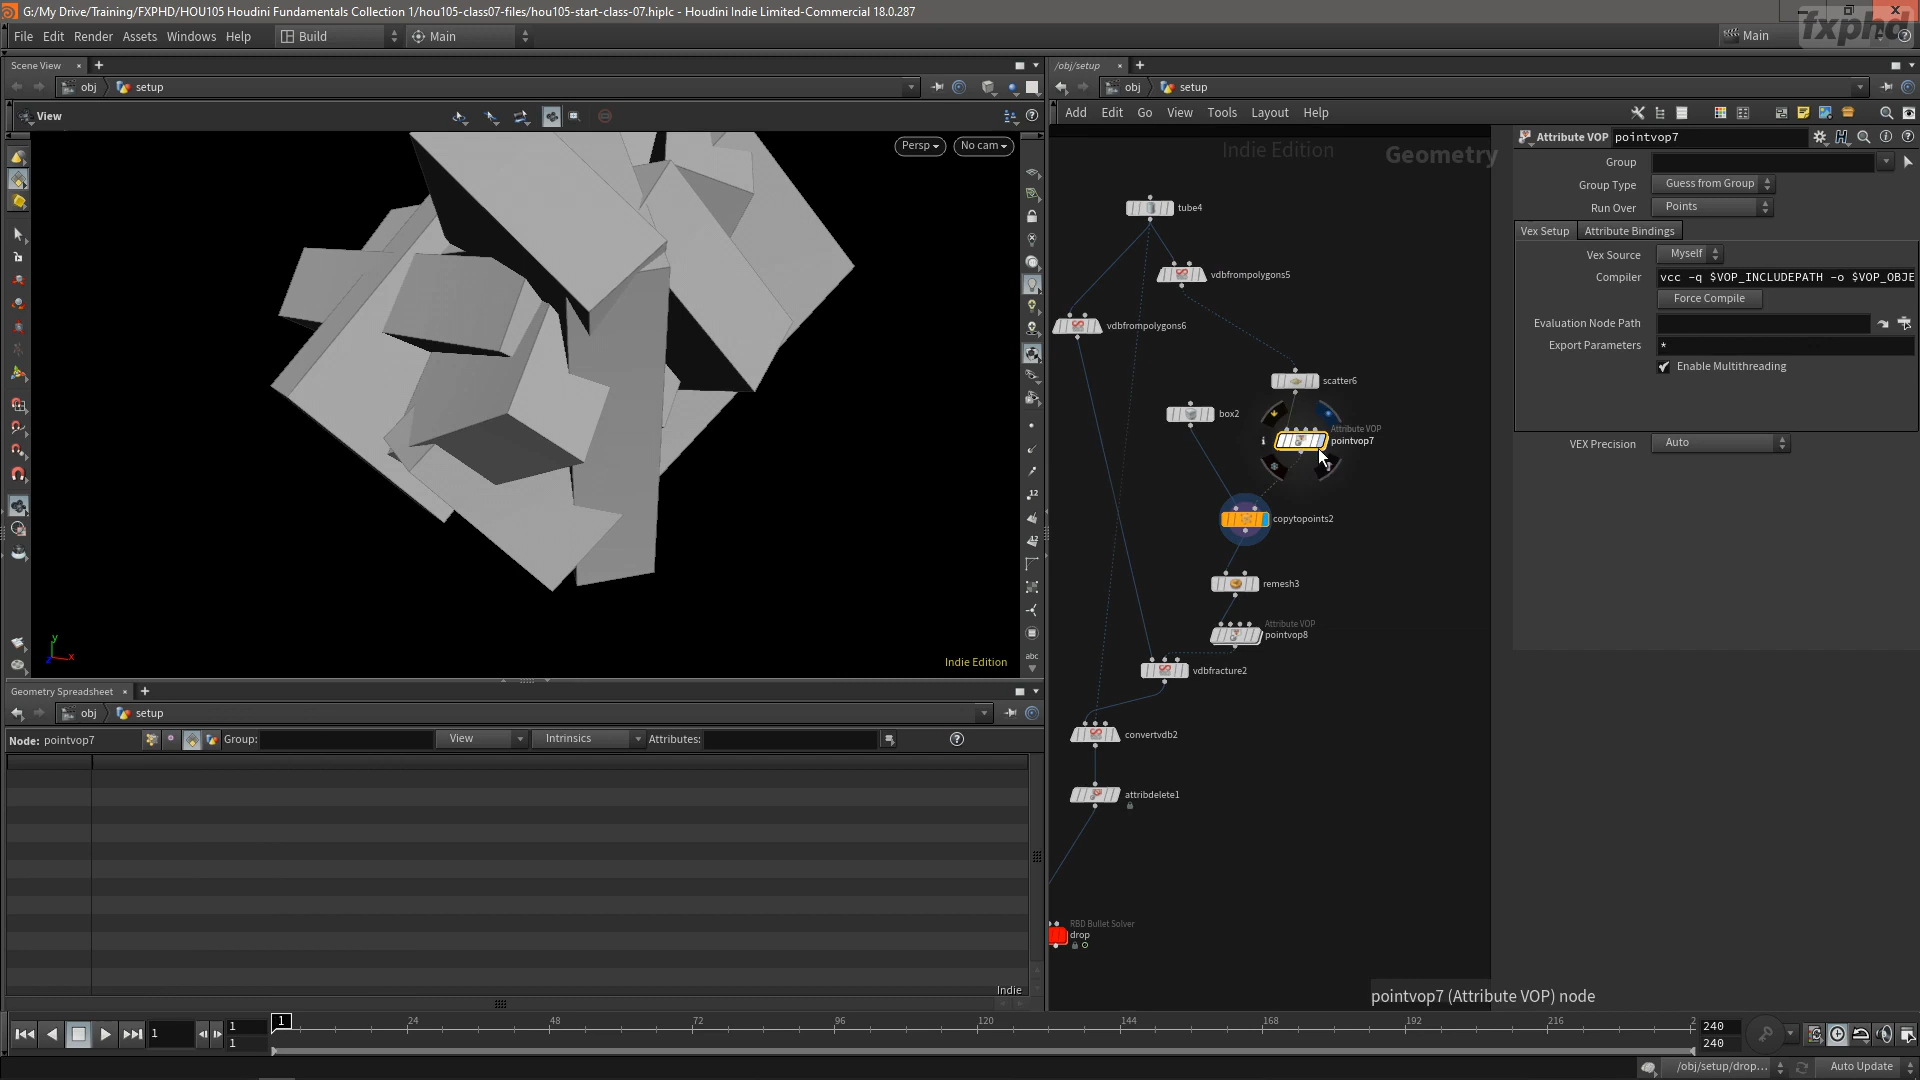 G:/My Drive/Training/FXPHD/HOU105 Houdini Fundamentals Collection 1/hou105-class07-files/hou105-start-class-07.hiplc - Houdini Indie Limited-Commercial 18.0.287
fxphd
File Edit Render Assets Windows Help
Build
Main
Main
Scene View
/obj/setup
obj
setup
obj
setup
View
Add Edit Go View Tools Layout Help
Persp
No cam
Indie Edition
Geometry
Attribute VOP
pointvop7
Group
Group Type
Guess from Group
Run Over
Points
Vex Setup
Attribute Bindings
Vex Source
Myself
Compiler
vcc -q $VOP_INCLUDEPATH -o $VOP_OBJE
Force Compile
Evaluation Node Path
Export Parameters
*
Enable Multithreading
VEX Precision
Auto
tube4
vdbfrompolygons5
vdbfrompolygons6
scatter6
box2
Attribute VOP
pointvop7
copytopoints2
remesh3
Attribute VOP
pointvop8
vdbfracture2
convertvdb2
attribdelete1
RBD Bullet Solver
drop
pointvop7 (Attribute VOP) node
12
12
abc
y
x
z
Indie Edition
Geometry Spreadsheet
obj
setup
Node: pointvop7
Group:
View
Intrinsics
Attributes:
Indie
1
1
1
1
24
48
72
96
120
144
168
192
216
2
240
240
/obj/setup/drop...
Auto Update